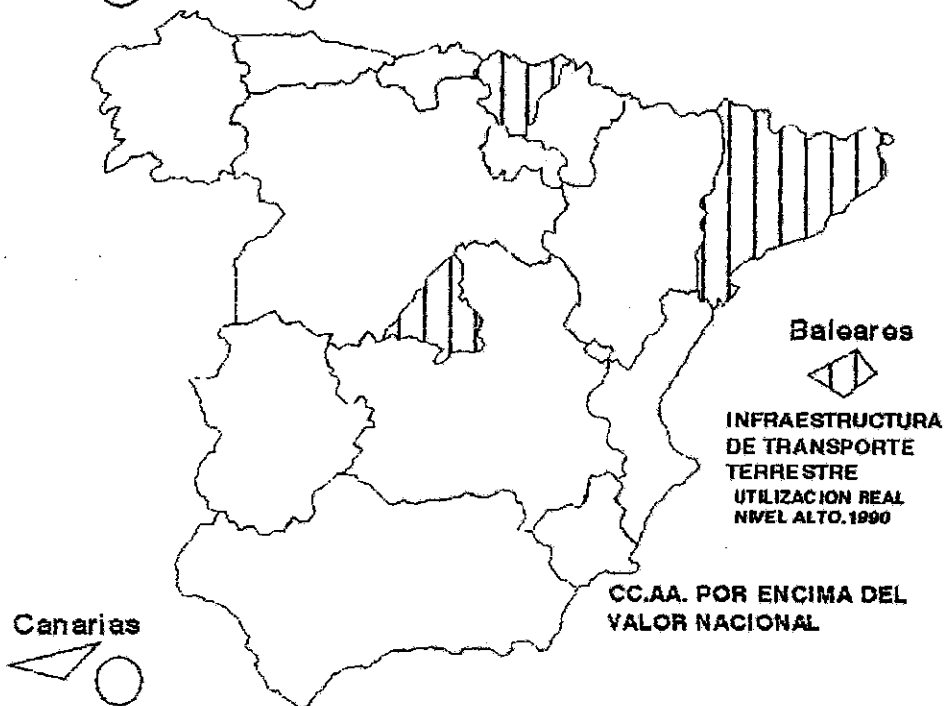 Baleares
INFRAESTRUCTURA
DE TRANSPORTE
TERRESTRE
UTILIZACION REAL
NIVEL ALTO.1990
CC.AA. POR ENCIMA DEL
VALOR NACIONAL
Canarias